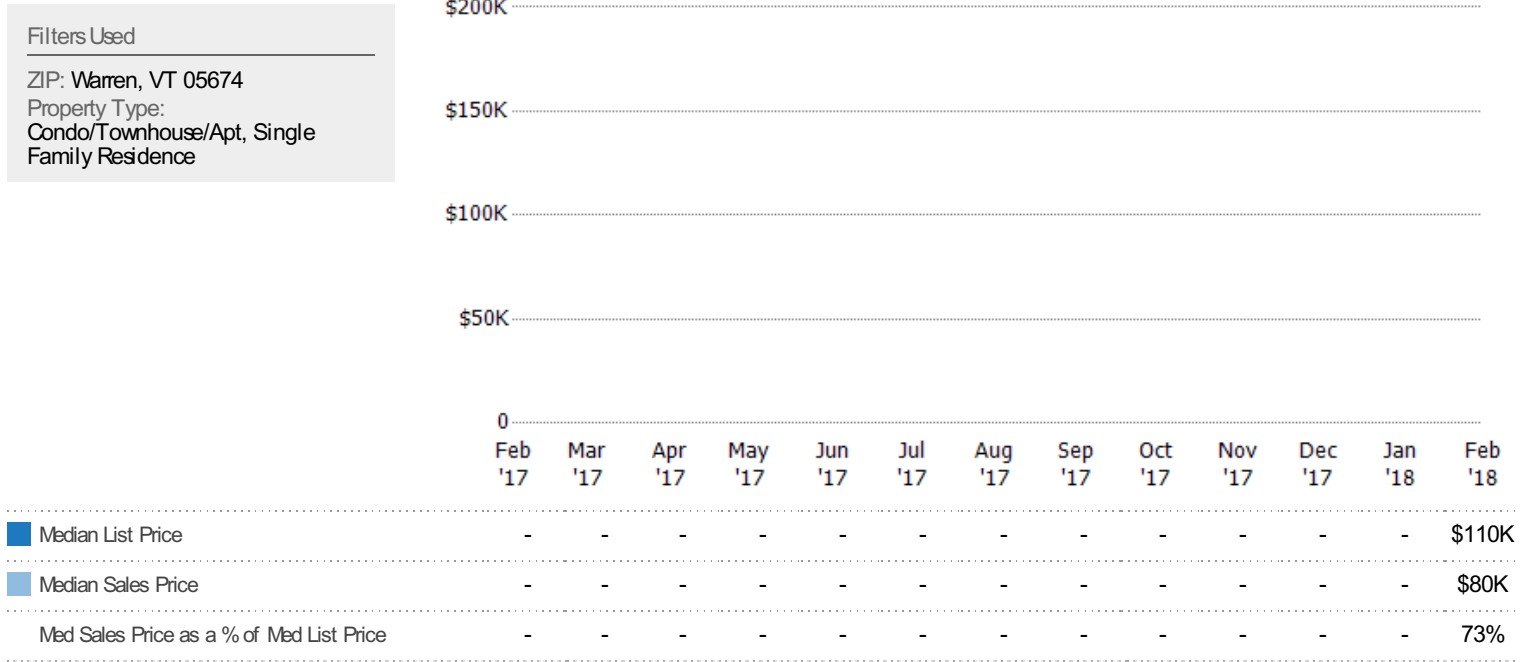 Filters Used
ZIP: Warren, VT 05674
Property Type:
Condo/Townhouse/Apt, Single
Family Residence
$200K
$150K
$100K
$50K
0
Feb Mar Apr May Jun Jul Aug Sep Oct Nov Dec Jan Feb
'17 '17 '17 '17 '17 '17 '17 '17 '17 '17 '17 '18 '18
Median List Price - - - - - - - - - - - - $110K
Median Sales Price - - - - - - - - - - - - $80K
Med Sales Price as a % of Med List Price - - - - - - - - - - - - 73%